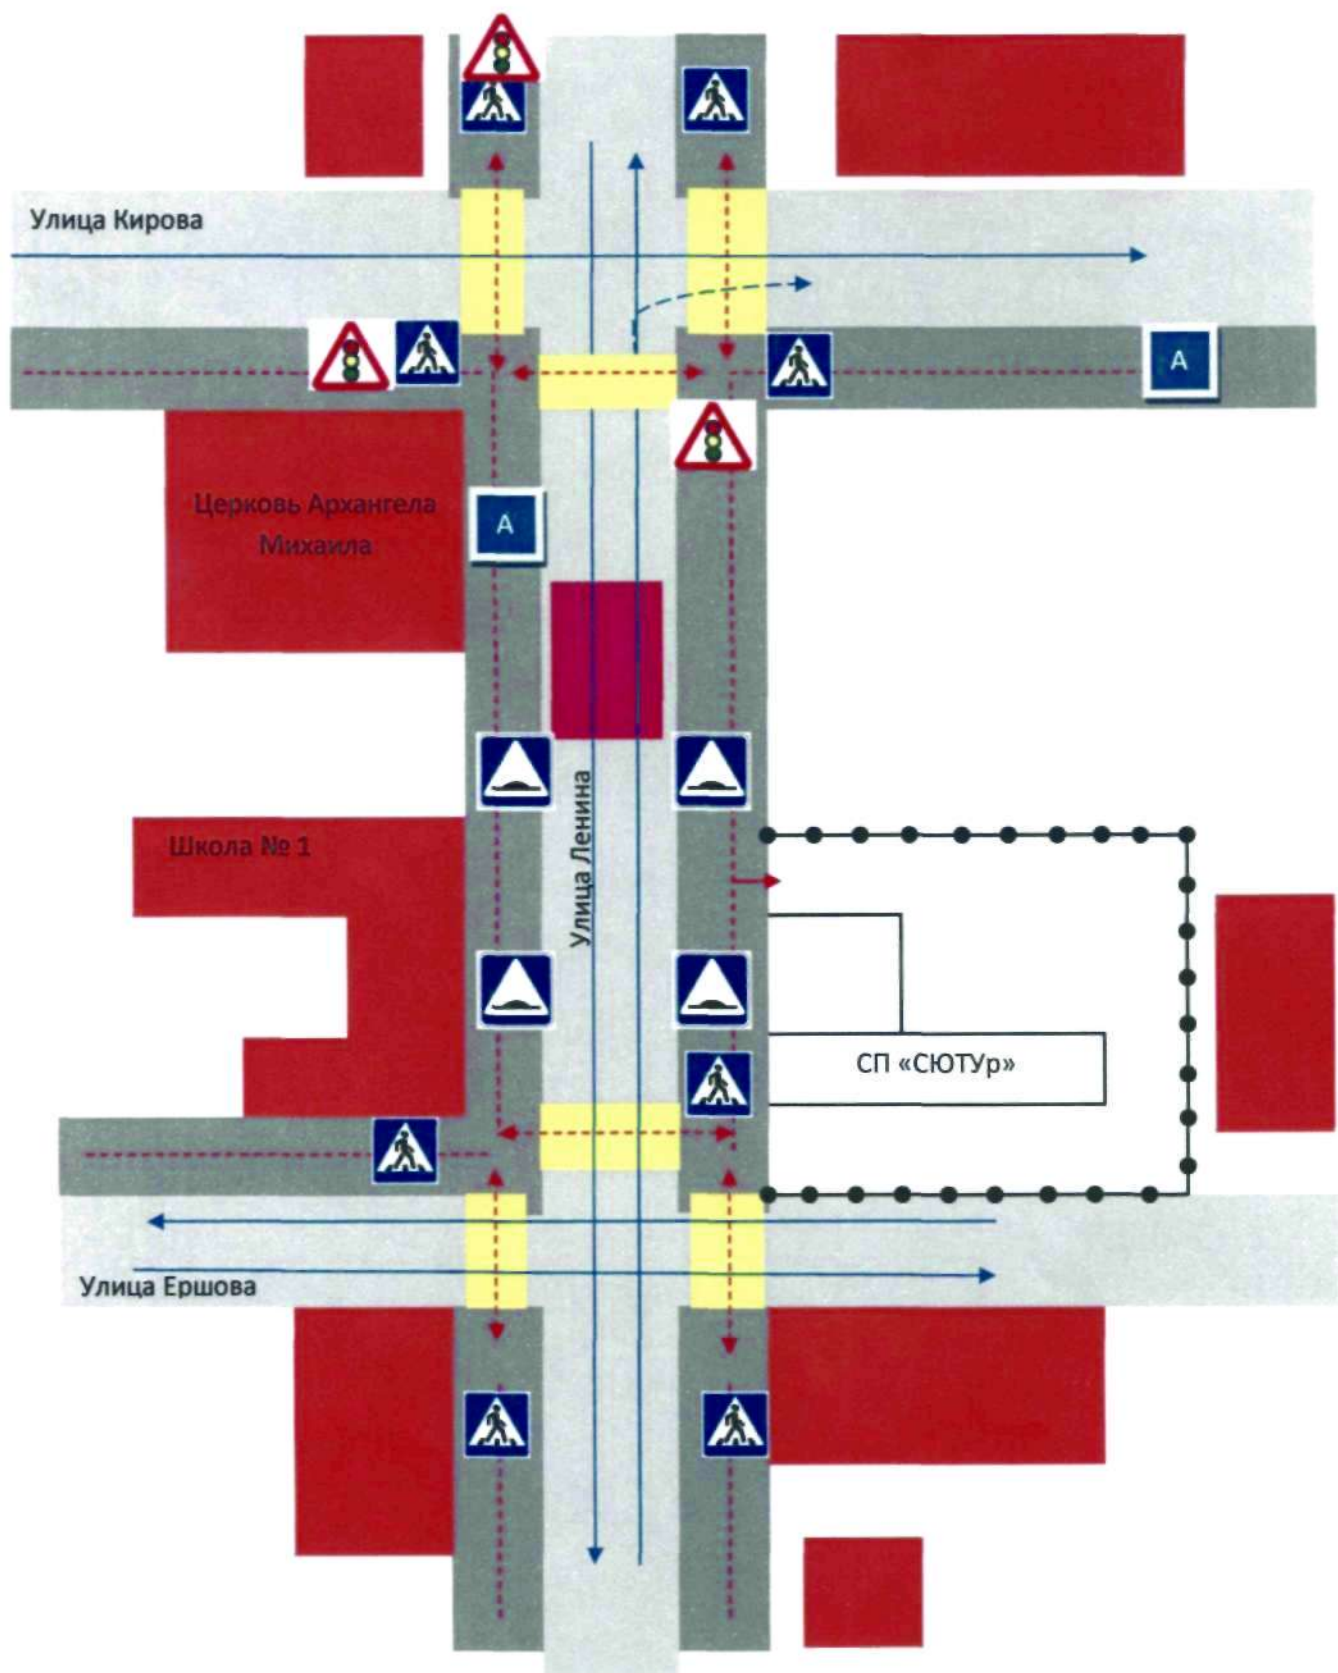 Улица Кирова
А
Церковь Архангела
Михаила
А
Улица Ленина
Школа № 1
СП «СЮТУр»
Улица Ершова